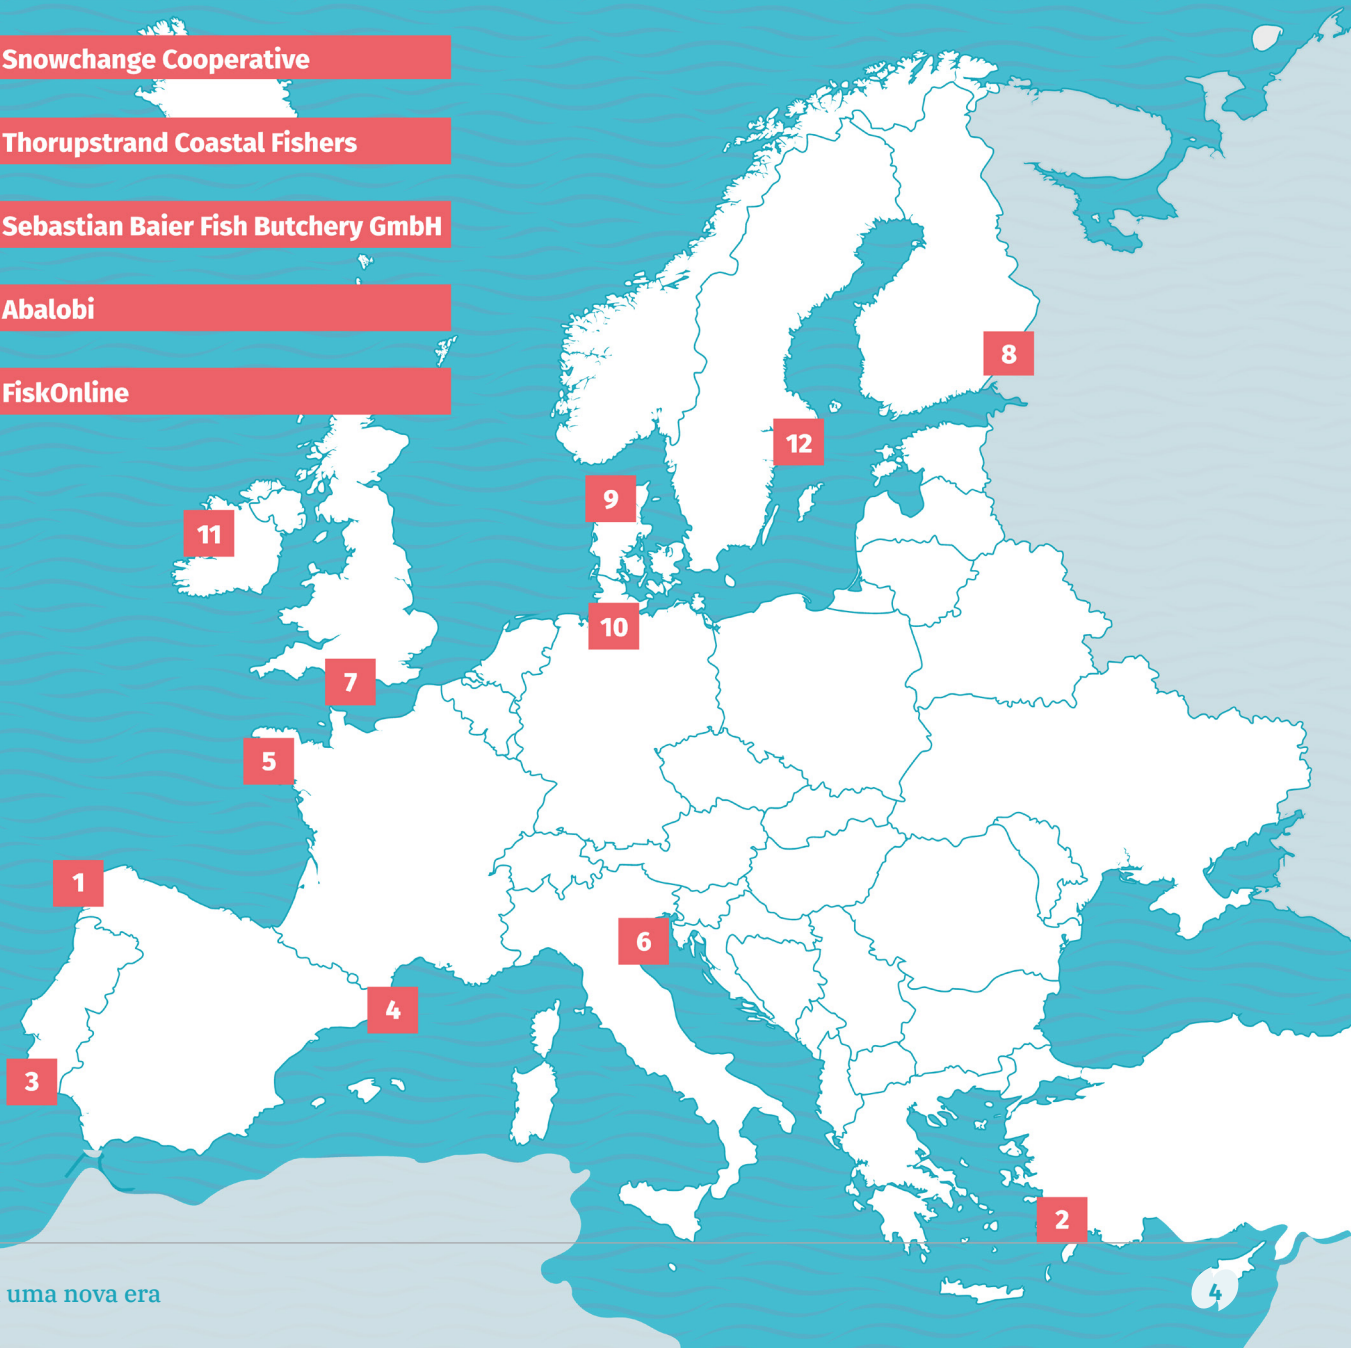 Snowchange Cooperative
Thorupstrand Coastal Fishers
Sebastian Baier Fish Butchery GmbH
Abalobi
FiskOnline
8
12
9
11
10
7
5
1
6
4
3
2
4
uma nova era